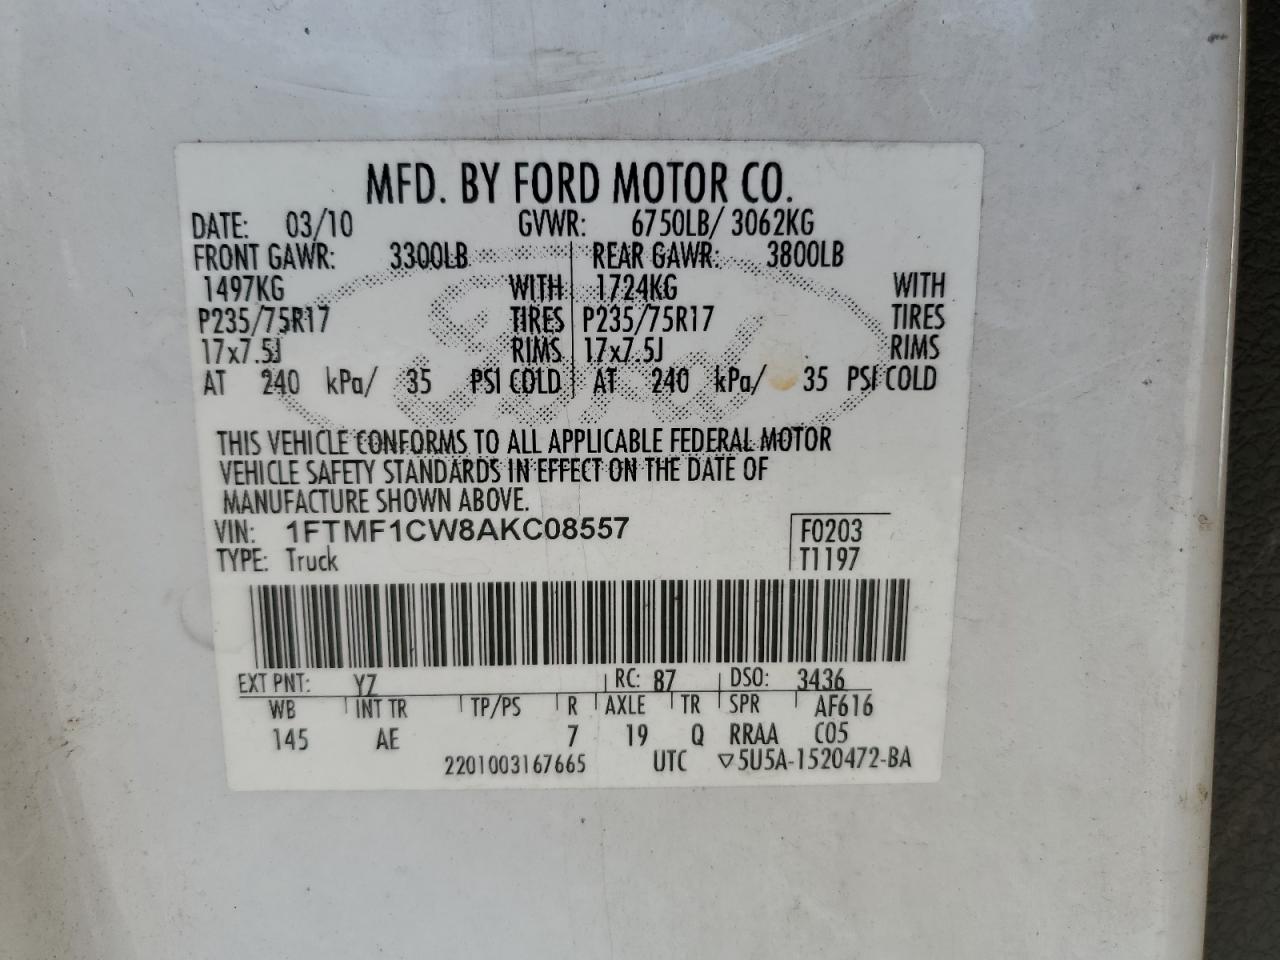 MFD. BY FORD MOTOR CO.
DATE: 03/10 GVWR: 6750LB/ 3062KG
FRONT GAWR: 3300LB REAR GAWR: 3800LB
1497KG WITH 1724KG WITH
P235/75R17 TIRES P235/75R17 TIRES
17x7.5J RIMS 17x7.5J RIMS
AT 240 kPa/ 35 PSI COLD AT 240 kPa/ 35 PSI COLD
Ford
THIS VEHICLE CONFORMS TO ALL APPLICABLE FEDERAL MOTOR
VEHICLE SAFETY STANDARDS IN EFFECT ON THE DATE OF
MANUFACTURE SHOWN ABOVE.
VIN: 1FTMF1CW8AKC08557 F0203
TYPE: Truck T1197
EXT PNT: YZ RC: 87 DSO: 3436
WB INT TR TP/PS R AXLE TR SPR AF616
145 AE 7 19 Q RRAA C05
2201003167665 UTC ▽5U5A-1520472-BA